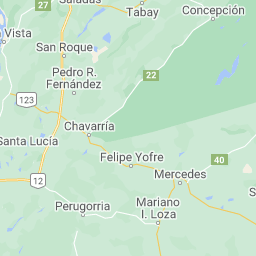 Saladas
27
Tabay
Concepción
Vista
San Roque
22
Pedro R.
Fernández
123
Chavarría
Santa Lucía
Felipe Yofre
40
Mercedes
12
Mariano
I. Loza
Perugorría